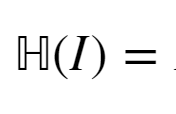 ℍ(I) =